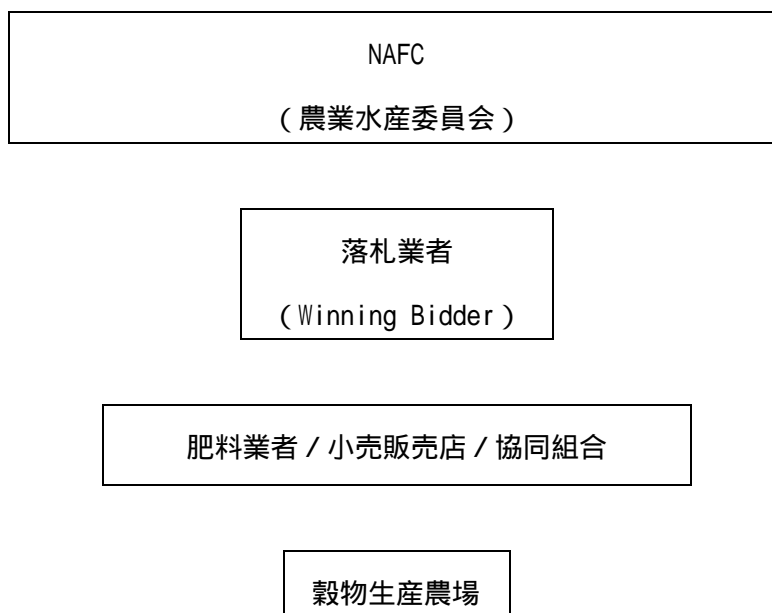 NAFC
(農業水産委員会)
落札業者
(Winning Bidder)
肥料業者/小売販売店/協同組合
穀物生産農場